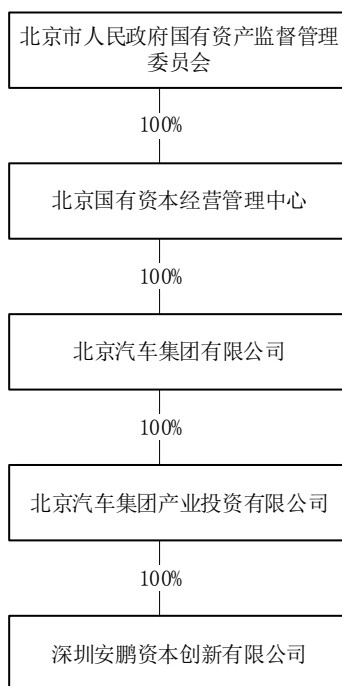 北京市人民政府国有资产监督管理
委员会
100%
北京国有资本经营管理中心
100%
北京汽车集团有限公司
100%
北京汽车集团产业投资有限公司
100%
深圳安鹏资本创新有限公司